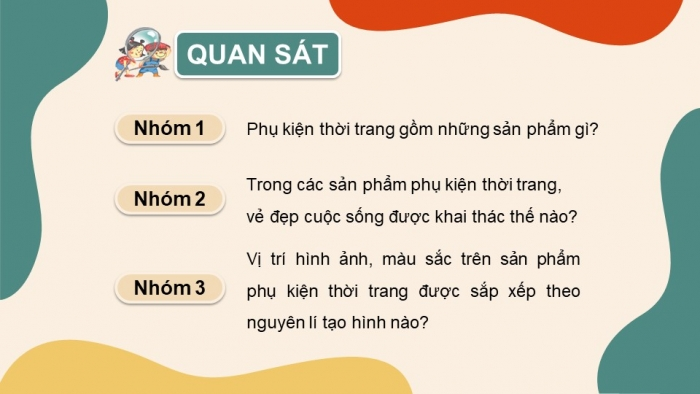 QUAN SÁT
Nhóm 1
Phụ kiện thời trang gồm những sản phẩm gì?
Nhóm 2
Trong các sản phẩm phụ kiện thời trang,
vẻ đẹp cuộc sống được khai thác thế nào?
Nhóm 3
Vị trí hình ảnh, màu sắc trên sản phẩm
phụ kiện thời trang được sắp xếp theo
nguyên lí tạo hình nào?